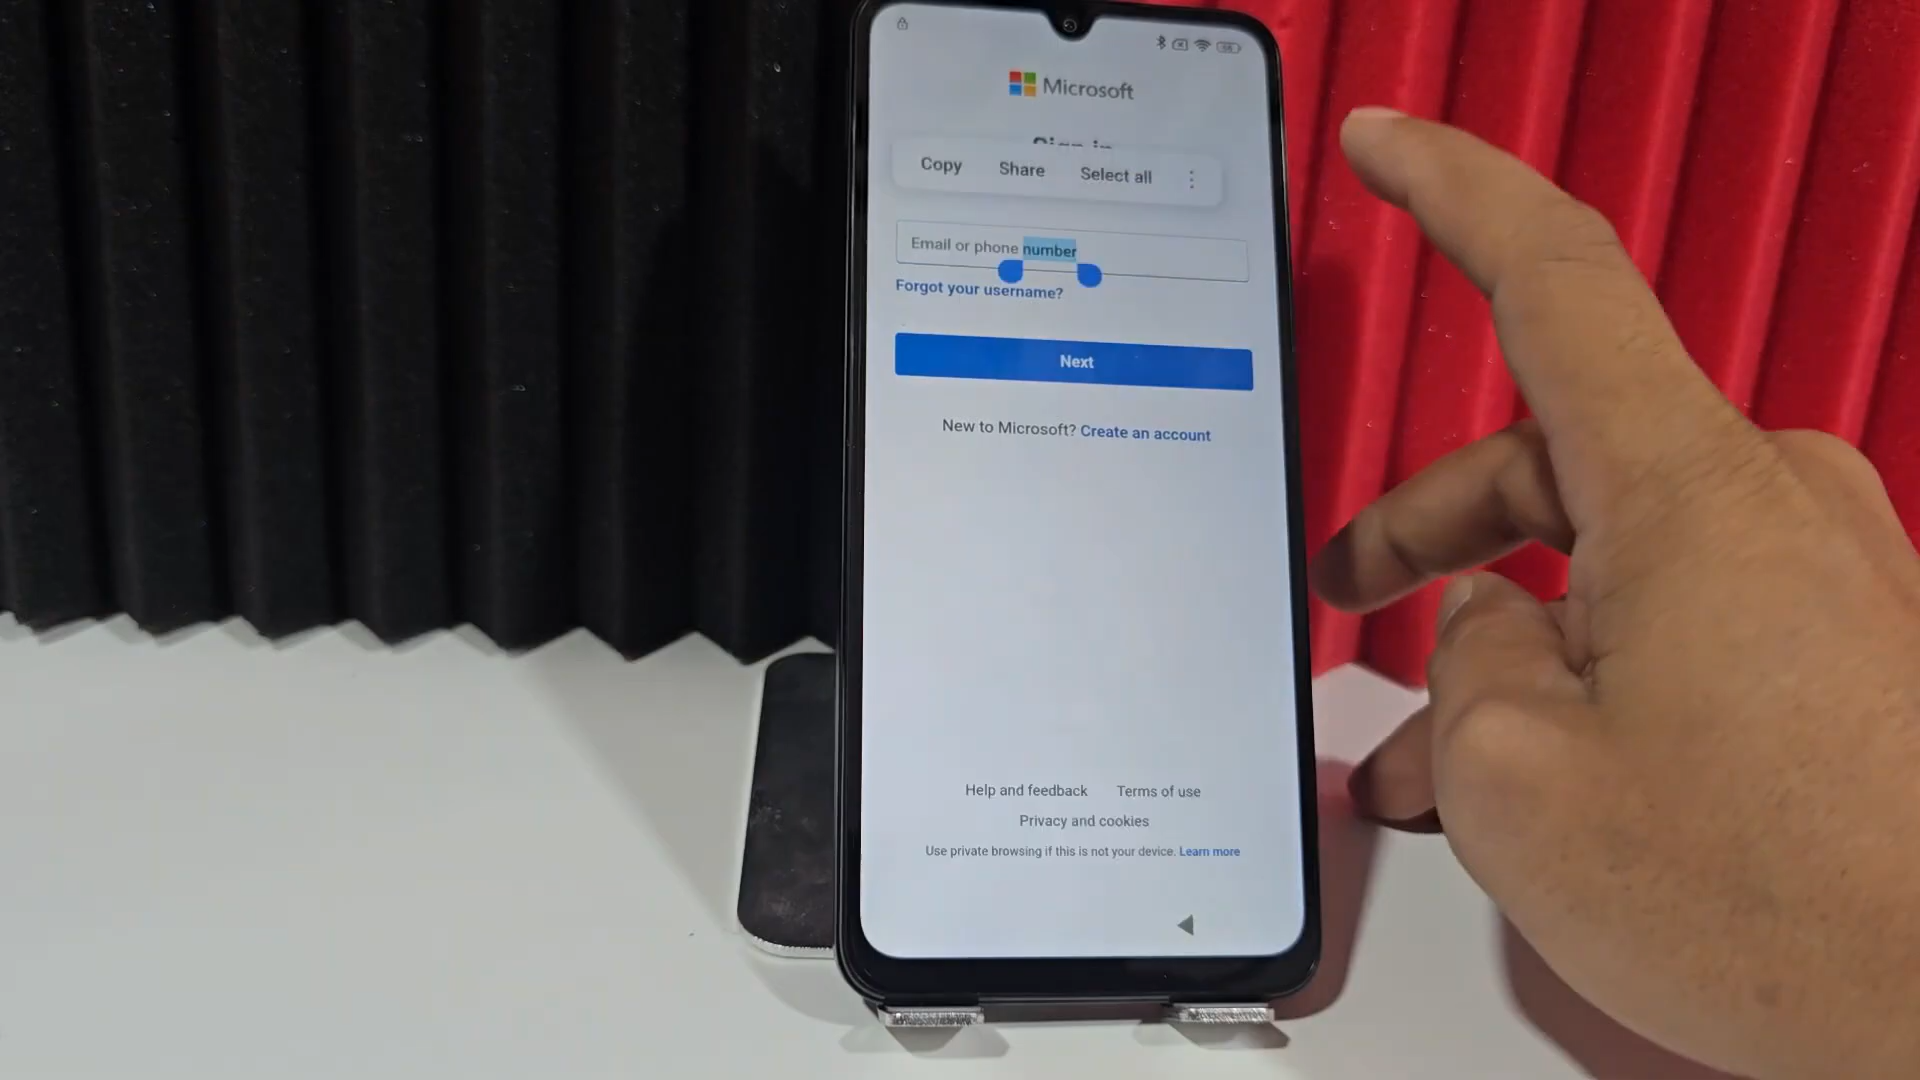 Microsoft
Sign in
Copy Share Select all
Email or phone number
Forgot your username?
Next
New to Microsoft? Create an account
Help and feedback Terms of use
Privacy and cookies
Use private browsing if this is not your device. Learn more